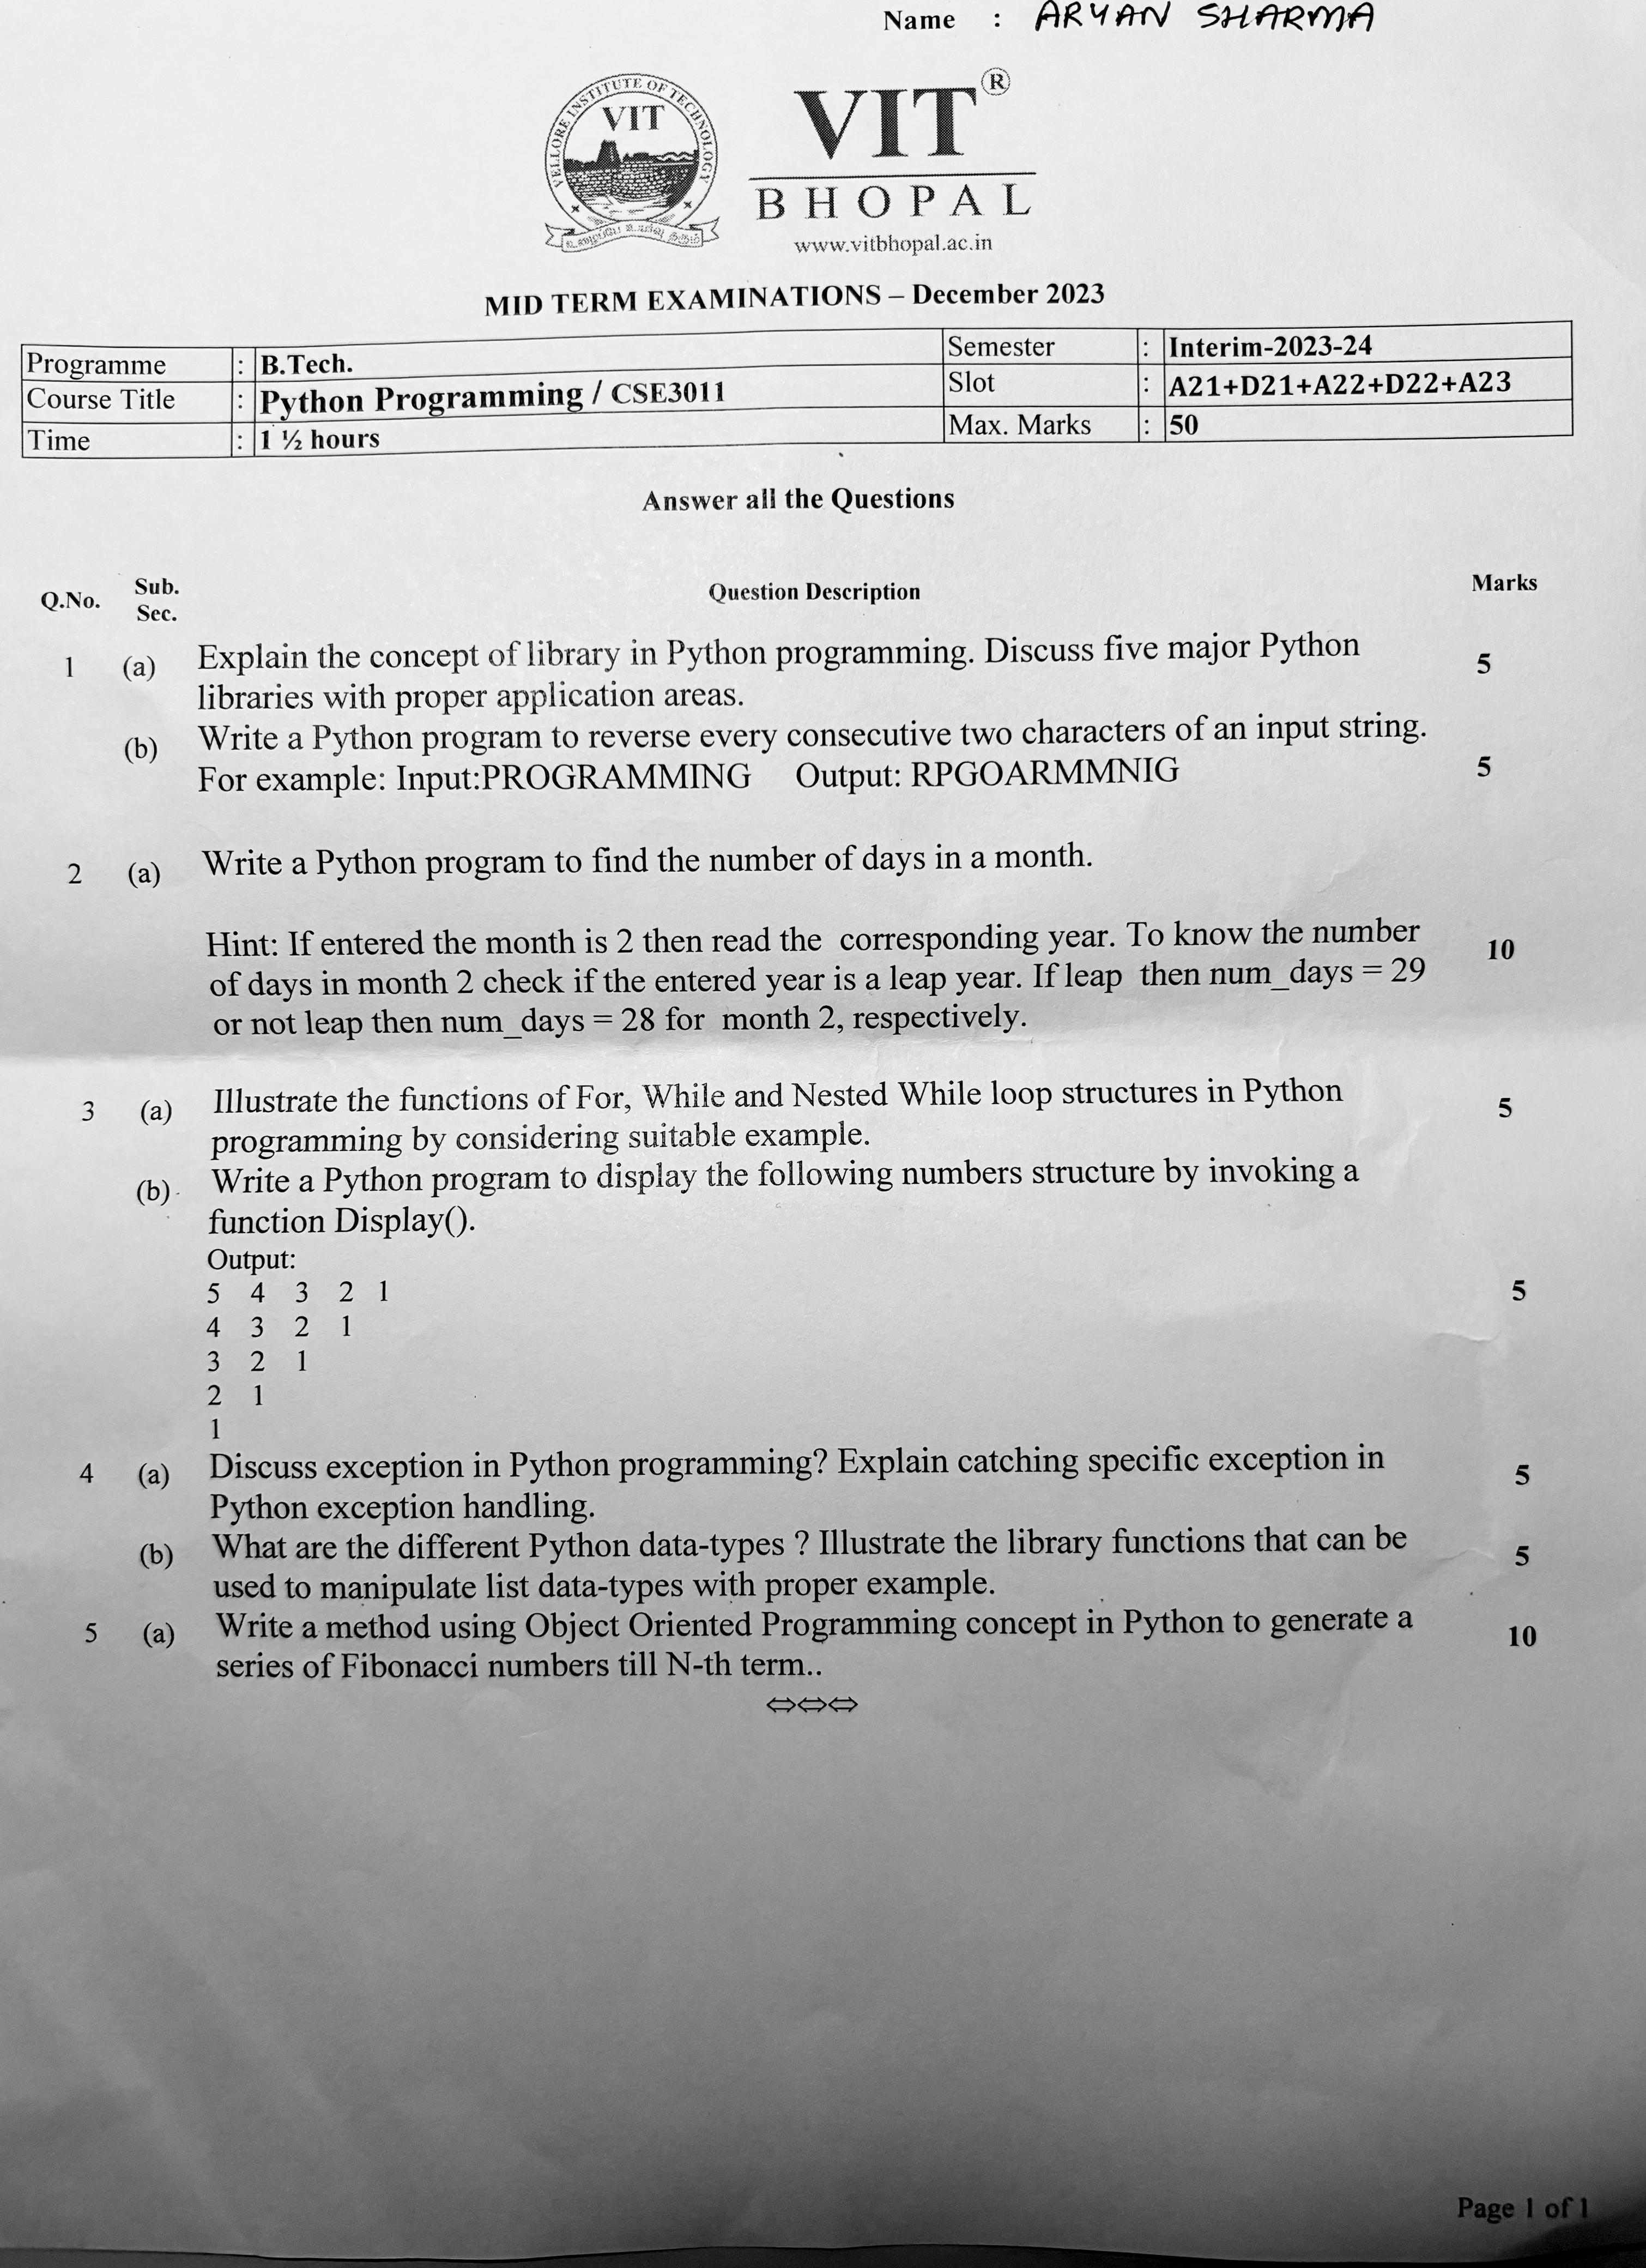 Name : ARYAN SHARMA
VELLORE INSTITUTE OF TECHNOLOGY
VIT
VIT®
BHOPAL
www.vitbhopal.ac.in
MID TERM EXAMINATIONS – December 2023
Programme : B.Tech. Semester : Interim-2023-24
Course Title : Python Programming / CSE3011 Slot : A21+D21+A22+D22+A23
Time : 1 ½ hours Max. Marks : 50
Answer all the Questions
Q.No. Sub. Sec. Question Description Marks
1 (a) Explain the concept of library in Python programming. Discuss five major Python 5
libraries with proper application areas.
(b) Write a Python program to reverse every consecutive two characters of an input string.
For example: Input:PROGRAMMING Output: RPGOARMMNIG 5
2 (a) Write a Python program to find the number of days in a month.
Hint: If entered the month is 2 then read the corresponding year. To know the number 10
of days in month 2 check if the entered year is a leap year. If leap then num_days = 29
or not leap then num_days = 28 for month 2, respectively.
3 (a) Illustrate the functions of For, While and Nested While loop structures in Python 5
programming by considering suitable example.
(b) Write a Python program to display the following numbers structure by invoking a
function Display().
Output:
5 4 3 2 1 5
4 3 2 1
3 2 1
2 1
1
4 (a) Discuss exception in Python programming? Explain catching specific exception in 5
Python exception handling.
(b) What are the different Python data-types ? Illustrate the library functions that can be 5
used to manipulate list data-types with proper example.
5 (a) Write a method using Object Oriented Programming concept in Python to generate a 10
series of Fibonacci numbers till N-th term..
⇔⇔⇔
Page 1 of 1